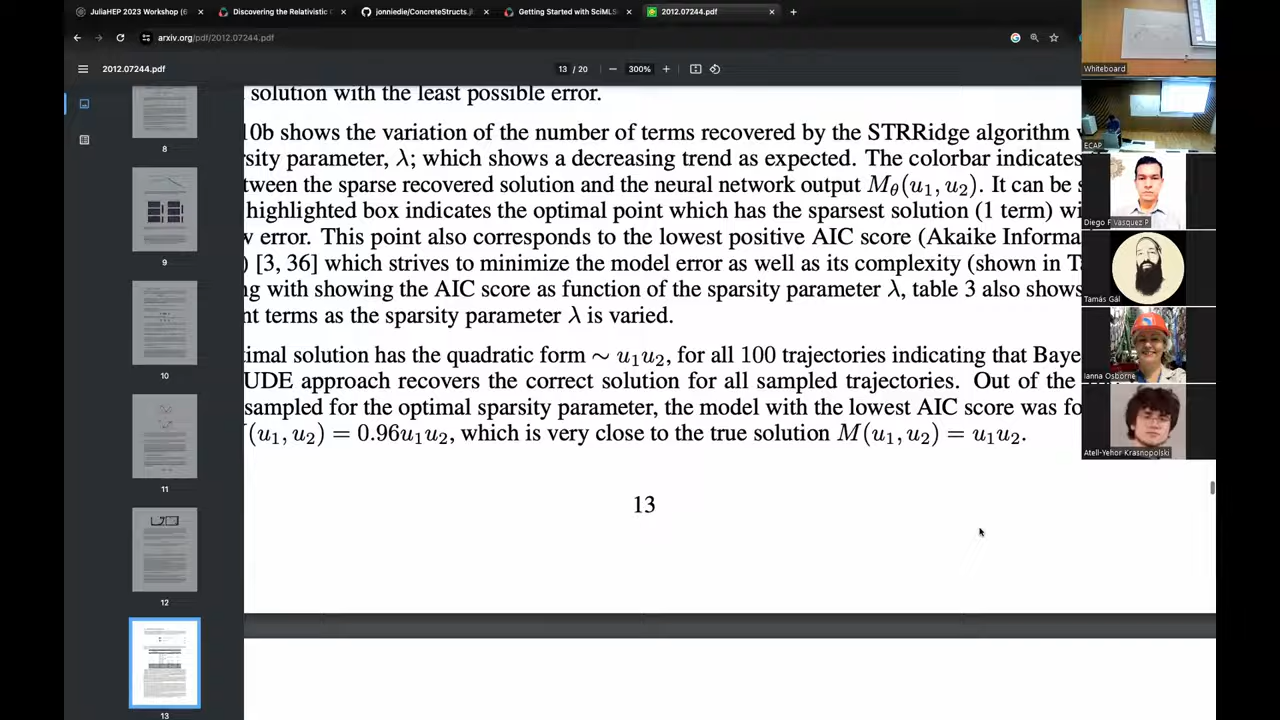 JuliaHEP 2023 Workshop (6
Discovering the Relativistic
jonniedie/ConcreteStructs.jl
Getting Started with SciMLS
2012.07244.pdf
arxiv.org/pdf/2012.07244.pdf
2012.07244.pdf
13 / 20
300%
solution with the least possible error.
10b shows the variation of the number of terms recovered by the STRRidge algorithm
rsity parameter, λ; which shows a decreasing trend as expected. The colorbar indicates
tween the sparse recovered solution and the neural network output Mθ(u1, u2). It can be
highlighted box indicates the optimal point which has the sparsest solution (1 term) wi
w error. This point also corresponds to the lowest positive AIC score (Akaike Informa
) [3, 36] which strives to minimize the model error as well as its complexity (shown in T
ng with showing the AIC score as function of the sparsity parameter λ, table 3 also shows
nt terms as the sparsity parameter λ is varied.
timal solution has the quadratic form ∼ u1u2, for all 100 trajectories indicating that Baye
UDE approach recovers the correct solution for all sampled trajectories. Out of the
sampled for the optimal sparsity parameter, the model with the lowest AIC score was fo
(u1, u2) = 0.96u1u2, which is very close to the true solution M(u1, u2) = u1u2.
13
8
9
10
11
12
13
Whiteboard
ECAP
Diego F Vasquez P
Tamás Gál
Ianna Osborne
Atell-Yehor Krasnopolski